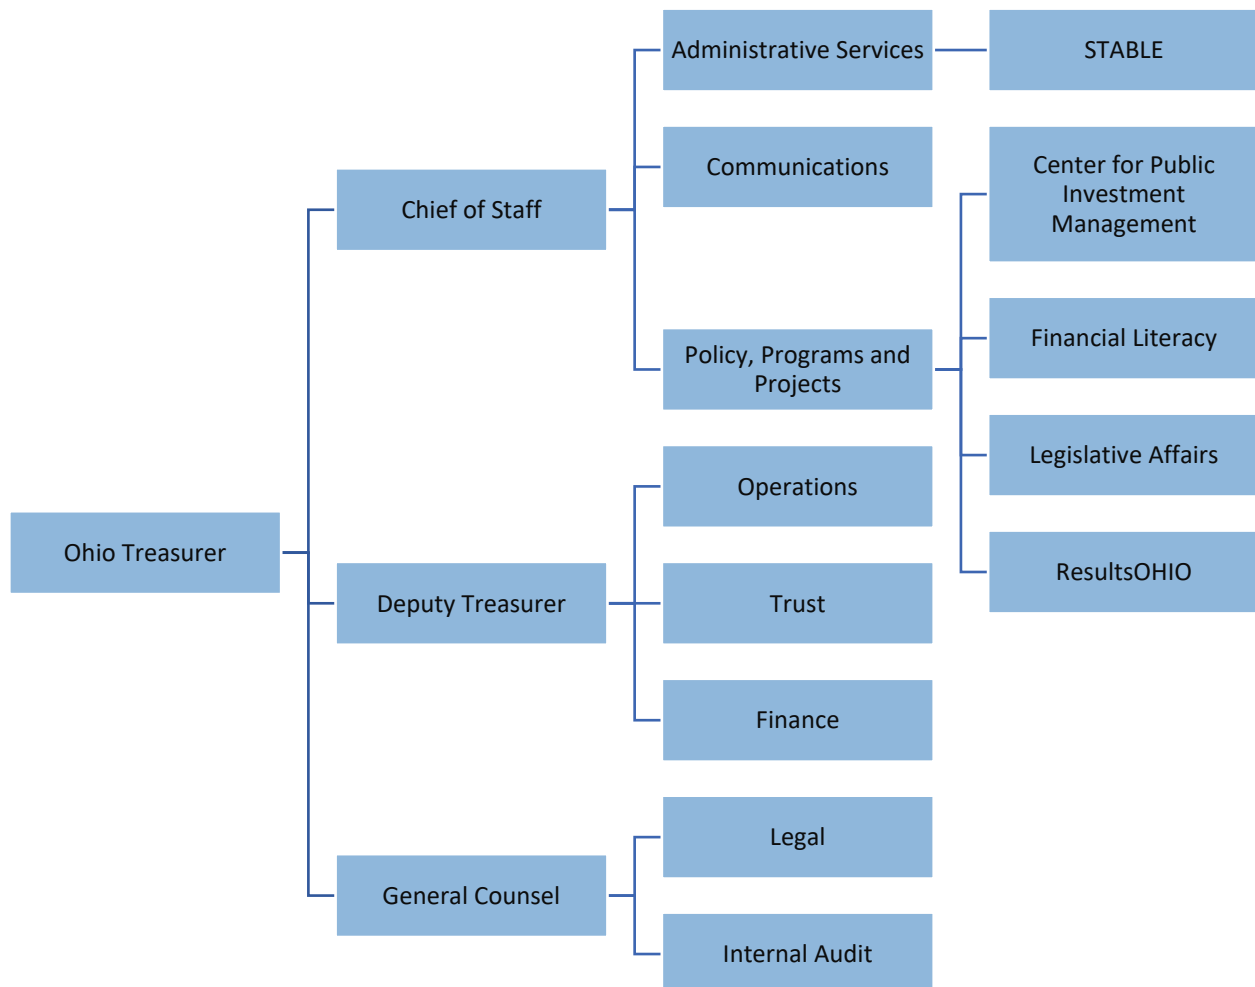 Ohio Treasurer
Chief of Staff
Administrative Services
STABLE
Communications
Policy, Programs and
Projects
Center for Public
Investment
Management
Financial Literacy
Legislative Affairs
ResultsOHIO
Deputy Treasurer
Operations
Trust
Finance
General Counsel
Legal
Internal Audit